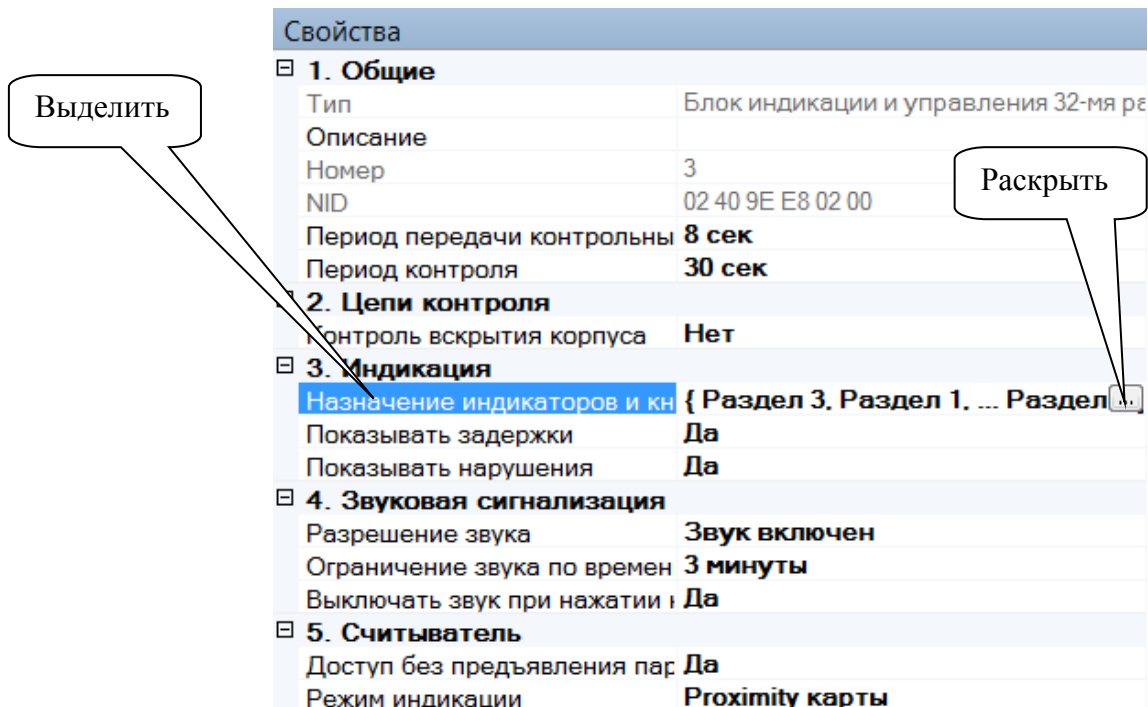 Свойства
1. Общие
Выделить
Тип Блок индикации и управления 32-мя ра
Описание
Номер 3
Раскрыть
NID 02 40 9E E8 02 00
Период передачи контрольны 8 сек
Период контроля 30 сек
2. Цепи контроля
Контроль вскрытия корпуса Нет
3. Индикация
Назначение индикаторов и кн { Раздел 3, Раздел 1, ... Раздел ...
Показывать задержки Да
Показывать нарушения Да
4. Звуковая сигнализация
Разрешение звука Звук включен
Ограничение звука по времен 3 минуты
Выключать звук при нажатии к Да
5. Считыватель
Доступ без предъявления пар Да
Режим индикации Proximity карты